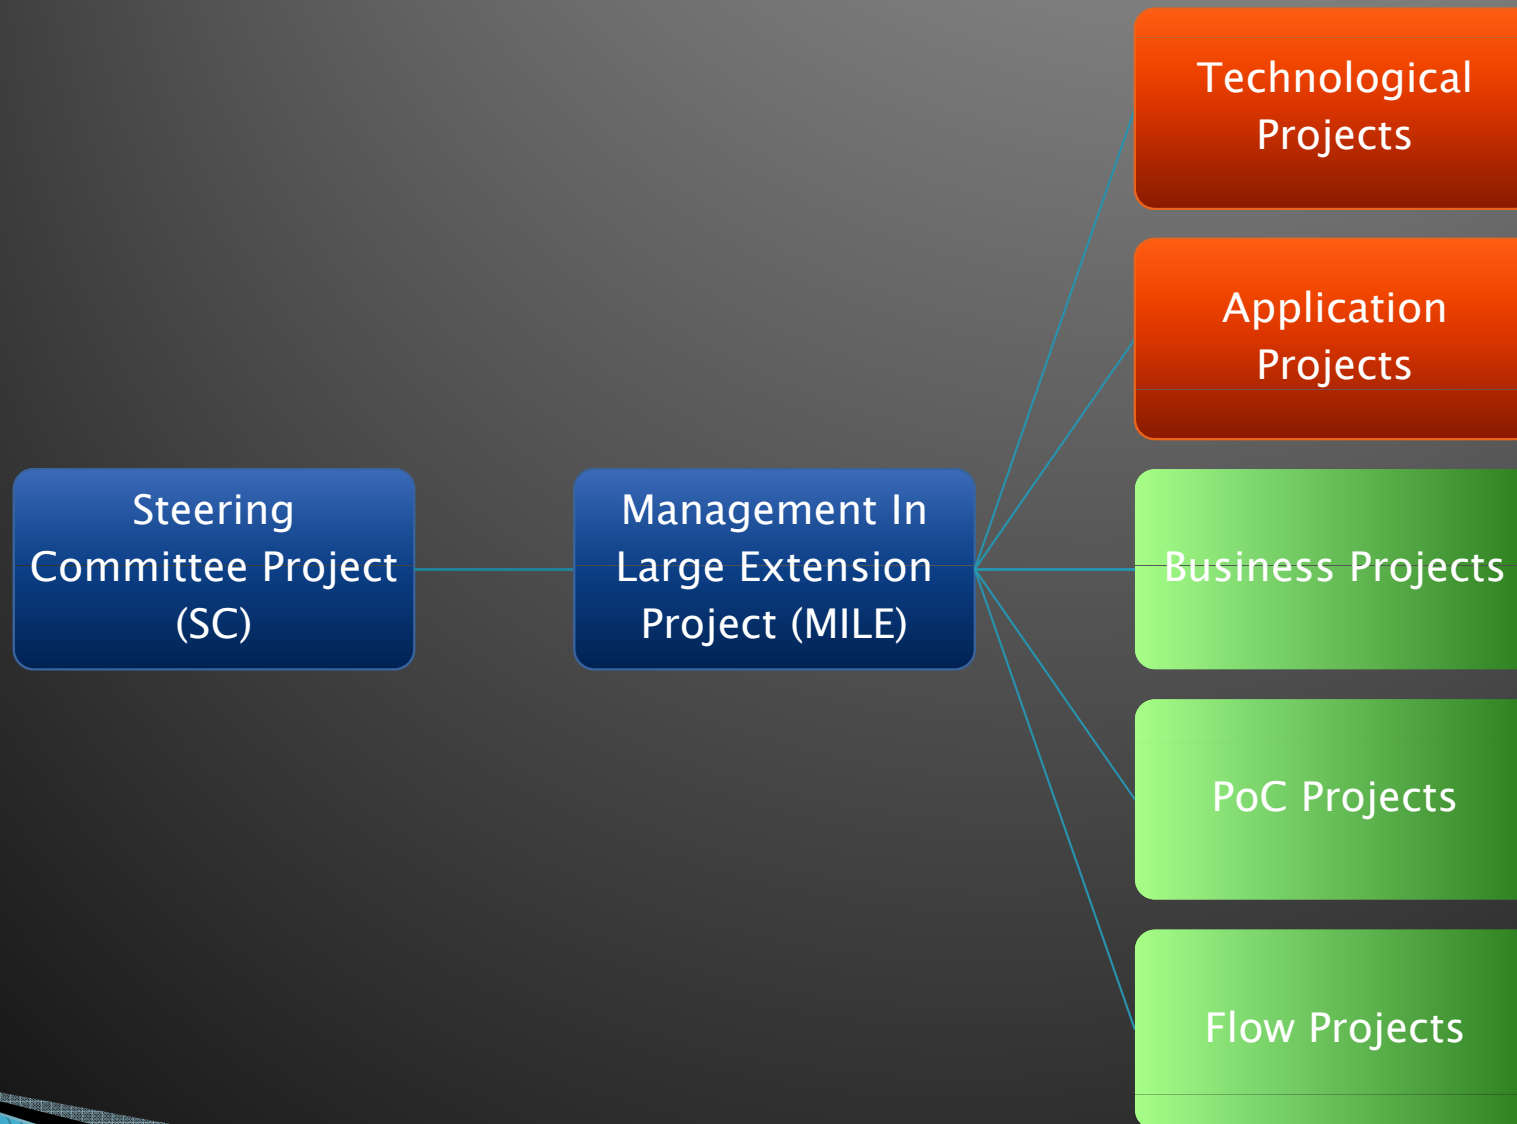 Technological
Projects
Application
Projects
Steering
Committee Project
(SC)
Management In
Large Extension
Project (MILE)
Business Projects
PoC Projects
Flow Projects